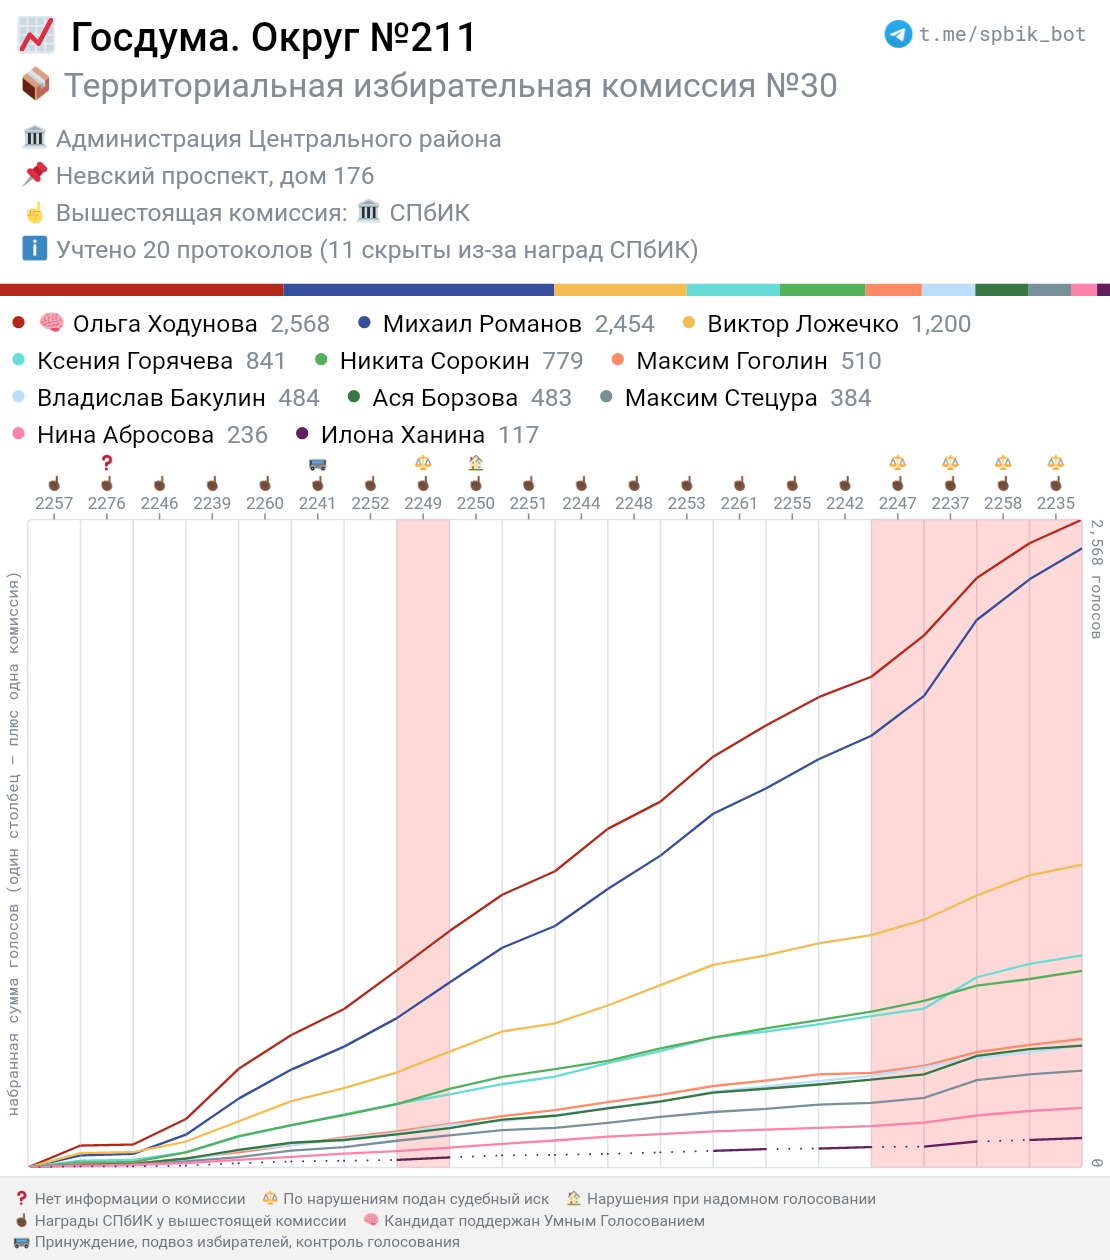 Госдума. Округ №211
t.me/spbik_bot
Территориальная избирательная комиссия №30
Администрация Центрального района
Невский проспект, дом 176
Вышестоящая комиссия: СПбИК
Учтено 20 протоколов (11 скрыты из-за наград СПбИК)
Ольга Ходунова 2,568 Михаил Романов 2,454 Виктор Ложечко 1,200
Ксения Горячева 841 Никита Сорокин 779 Максим Гоголин 510
Владислав Бакулин 484 Ася Борзова 483 Максим Стецура 384
Нина Абросова 236 Илона Ханина 117
2257 2276 2246 2239 2260 2241 2252 2249 2250 2251 2244 2248 2253 2261 2255 2242 2247 2237 2258 2235
набранная сумма голосов (один столбец — плюс одна комиссия)
2,568 голосов
0
Нет информации о комиссии По нарушениям подан судебный иск Нарушения при надомном голосовании
Награды СПбИК у вышестоящей комиссии Кандидат поддержан Умным Голосованием
Принуждение, подвоз избирателей, контроль голосования